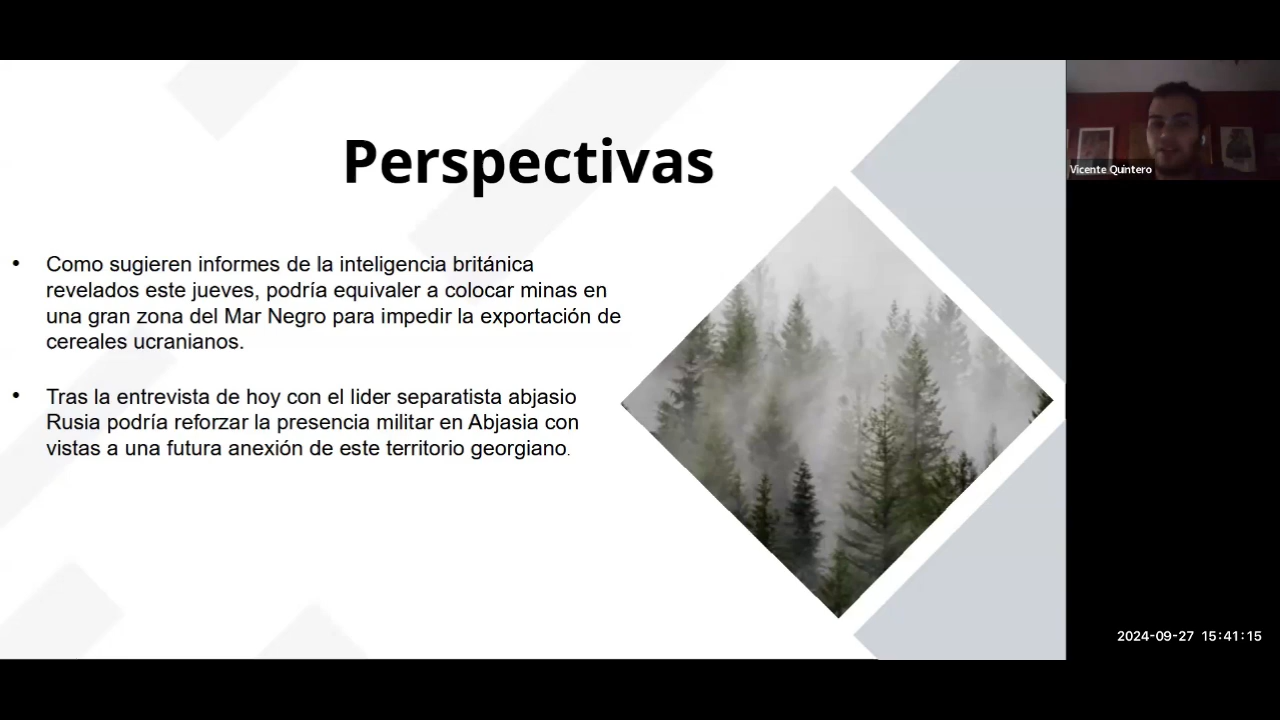 Perspectivas
• Como sugieren informes de la inteligencia británica
revelados este jueves, podría equivaler a colocar minas en
una gran zona del Mar Negro para impedir la exportación de
cereales ucranianos.
• Tras la entrevista de hoy con el lider separatista abjasio
Rusia podría reforzar la presencia militar en Abjasia con
vistas a una futura anexión de este territorio georgiano.
Vicente Quintero
2024-09-27 15:41:15